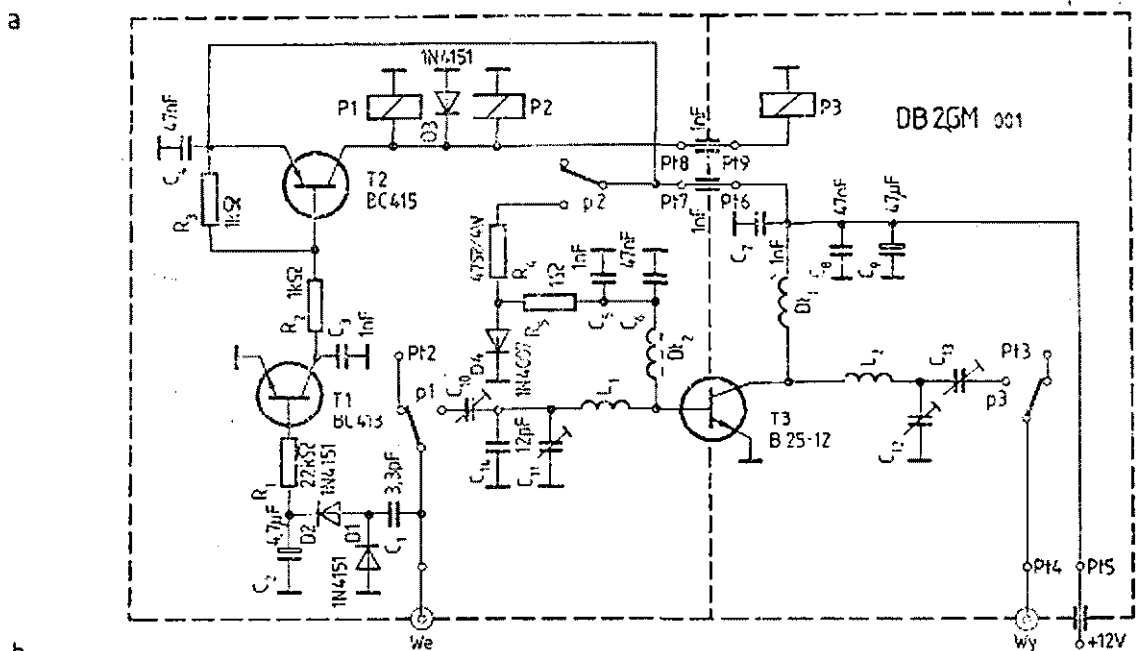 a
1N4151
P1
D3
P2
P3
DB2GM 001
47nF
C4
1nF
Pt8
Pt9
T2
BC415
R3
1kΩ
p2
Pt7
Pt6
1nF
C7
1nF
47nF
C8
47µF
C9
47Ω/4W
R4
1nF
47nF
1Ω
R5
C5
C6
Dł1
1kΩ
R2
C3
1nF
Pt2
D4
1N4007
Dł2
T1
BC413
p1
C10
L1
L2
C13
Pt3
p3
T3
B 25-12
R1
22kΩ
1N4151
C14
12pF
C11
C12
4,7µF
D2
D1
C1
3,3pF
C2
1N4151
Pt4
Pt5
We
Wy
+12V
b